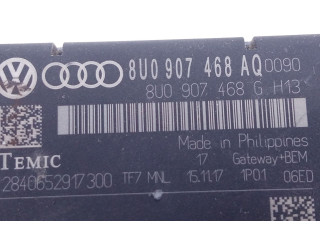 8U0 907 468 AQ 0090
8U0 907 468 G H13
Made in Philippines
TEMIC 17 Gateway+BEM
2840652917300 TF7 MNL 15.11.17 1P01 06ED